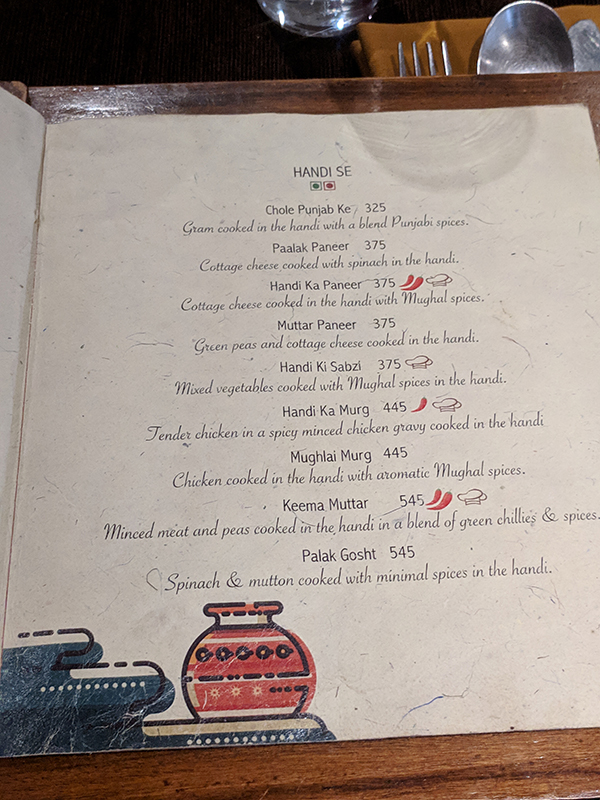 HANDI SE
Chole Punjab Ke 325
Gram cooked in the handi with a blend Punjabi spices.
Paalak Paneer 375
Cottage cheese cooked with spinach in the handi.
Handi Ka Paneer 375
Cottage cheese cooked in the handi with Mughal spices.
Muttar Paneer 375
Green peas and cottage cheese cooked in the handi.
Handi Ki Sabzi 375
Mixed vegetables cooked with Mughal spices in the handi.
Handi Ka Murg 445
Tender chicken in a spicy minced chicken gravy cooked in the handi
Mughlai Murg 445
Chicken cooked in the handi with aromatic Mughal spices.
Keema Muttar 545
Minced meat and peas cooked in the handi in a blend of green chillies & spices.
Palak Gosht 545
Spinach & mutton cooked with minimal spices in the handi.